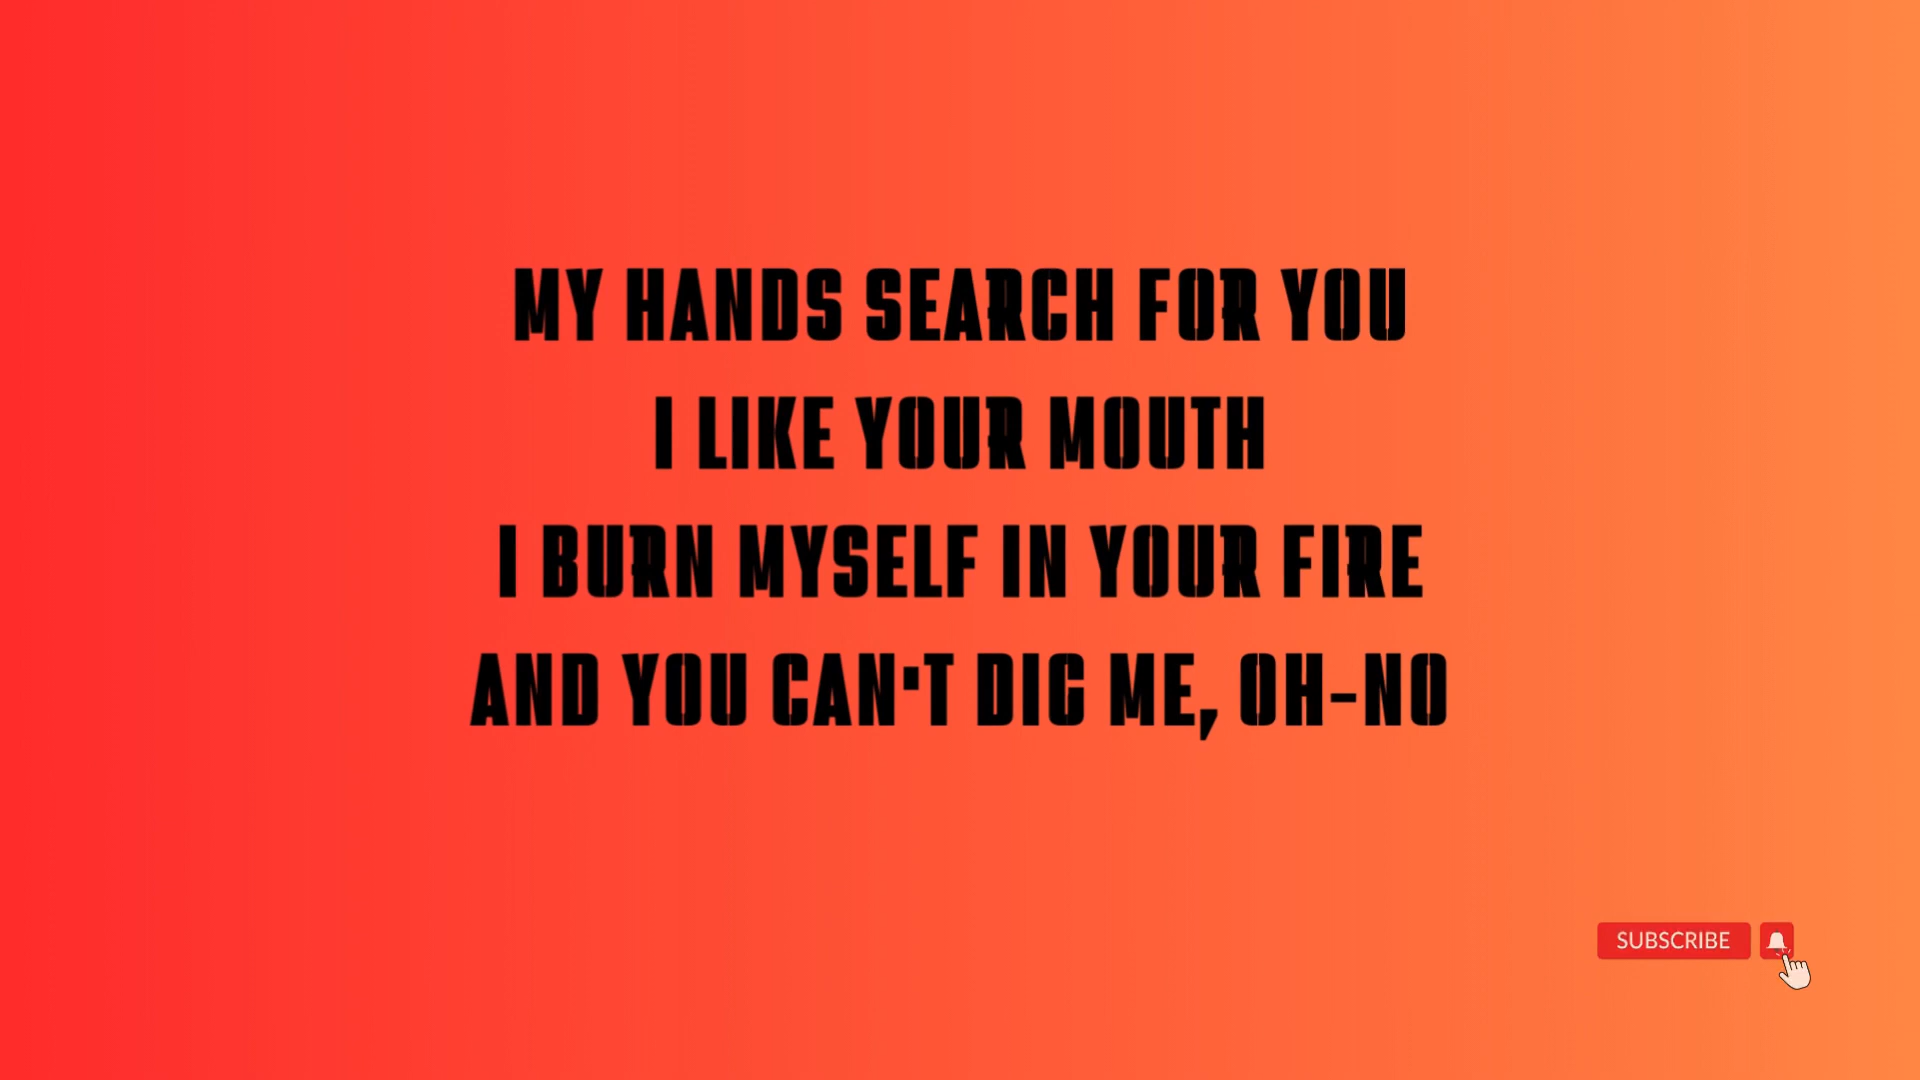 MY HANDS SEARCH FOR YOU
I LIKE YOUR MOUTH
I BURN MYSELF IN YOUR FIRE
AND YOU CAN'T DIG ME, OH-NO
SUBSCRIBE